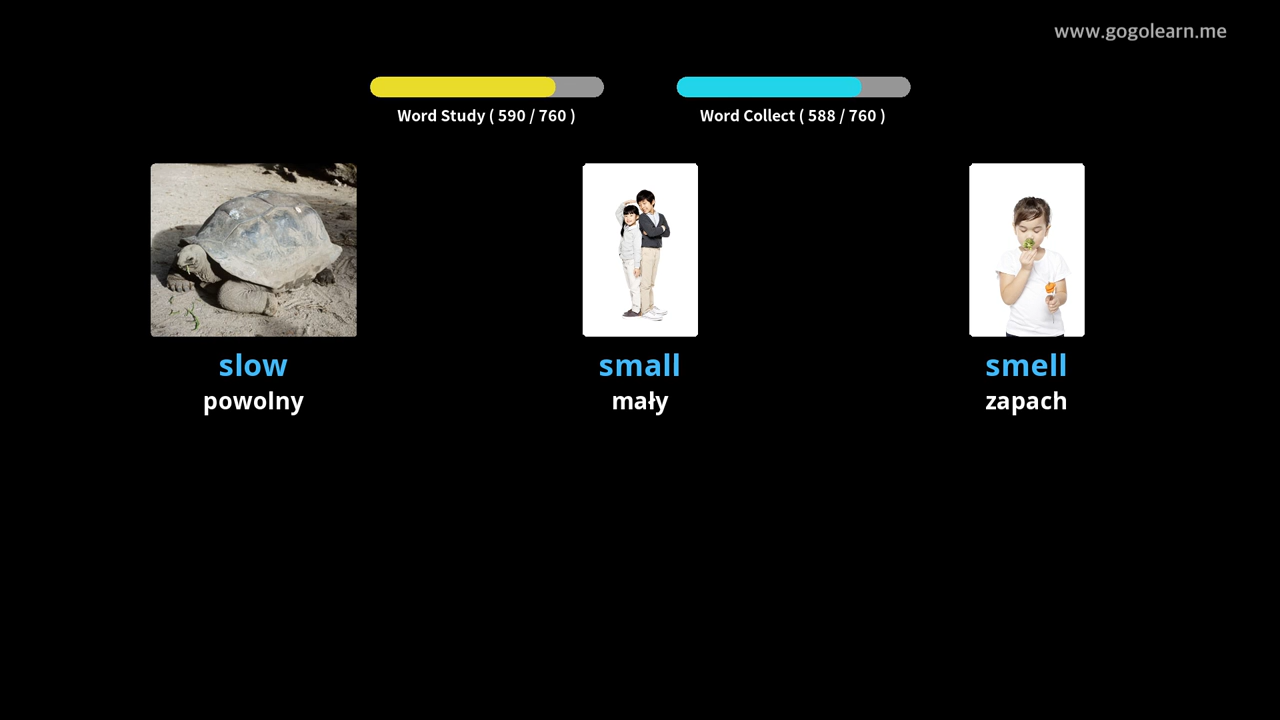 www.gogolearn.me
Word Study ( 590 / 760 )
Word Collect ( 588 / 760 )
slow
small
smell
powolny
mały
zapach